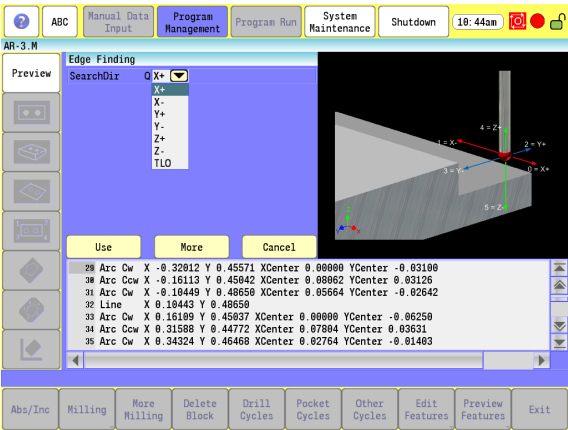 ?
ABC
Manual Data Input
Program Management
Program Run
System Maintenance
Shutdown
10:44am
AR-3.M
Preview
Edge Finding
SearchDir Q X+
X+
X-
Y+
Y-
Z+
Z-
TLO
4 = Z+
1 = X-
2 = Y+
3 = Y-
0 = X+
5 = Z-
Z
Y
X
Use More Cancel
29 Arc Cw X -0.32012 Y 0.45571 XCenter 0.00000 YCenter -0.03100
30 Arc Ccw X -0.16113 Y 0.45042 XCenter 0.08062 YCenter 0.03126
31 Arc Cw X -0.10449 Y 0.48650 XCenter 0.05664 YCenter -0.02642
32 Line X 0.10443 Y 0.48650
33 Arc Cw X 0.16109 Y 0.45037 XCenter 0.00000 YCenter -0.06250
34 Arc Ccw X 0.31588 Y 0.44772 XCenter 0.07804 YCenter 0.03631
35 Arc Cw X 0.34324 Y 0.46468 XCenter 0.02764 YCenter -0.01403
Abs/Inc
Milling
More Milling
Delete Block
Drill Cycles
Pocket Cycles
Other Cycles
Edit Features
Preview Features
Exit